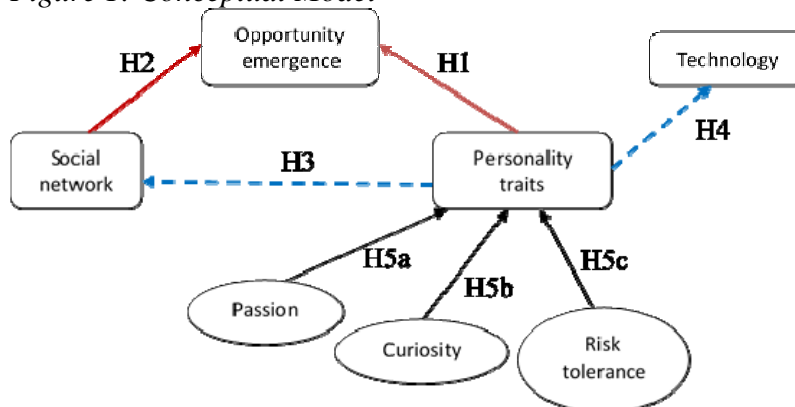 Figure 1: Conceptual Model
Opportunity
emergence
H2
H1
Technology
H4
Social
network
H3
Personality
traits
H5a
H5b
H5c
Passion
Curiosity
Risk
tolerance